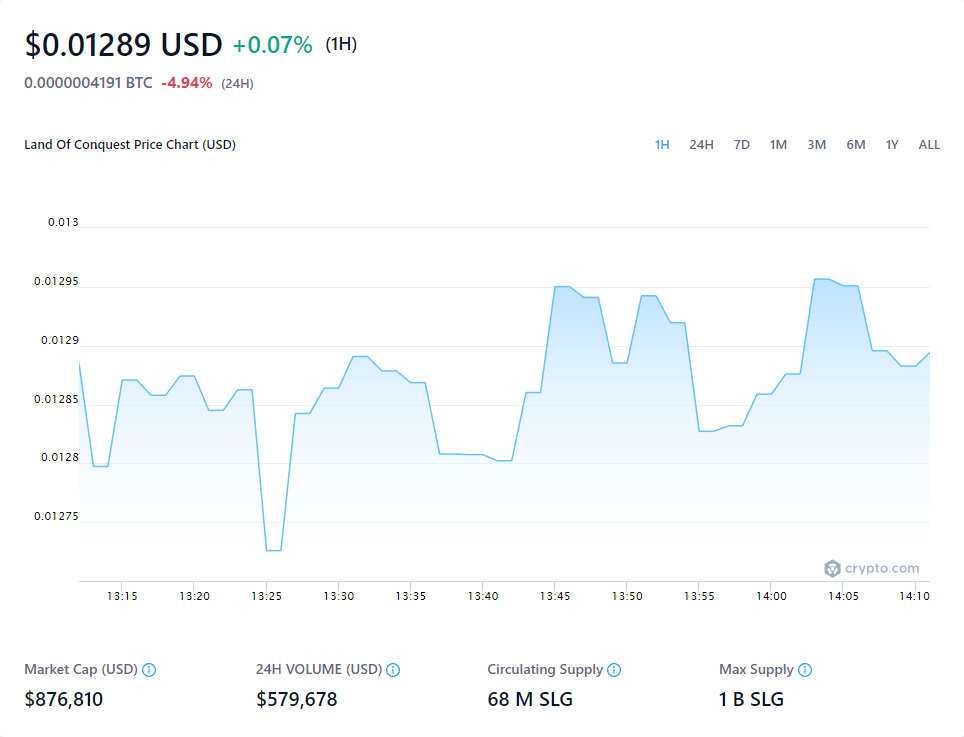 $0.01289 USD +0.07% (1H)
0.0000004191 BTC -4.94% (24H)
Land Of Conquest Price Chart (USD) 1H 24H 7D 1M 3M 6M 1Y ALL
0.013
0.01295
0.0129
0.01285
0.0128
0.01275
crypto.com
13:15 13:20 13:25 13:30 13:35 13:40 13:45 13:50 13:55 14:00 14:05 14:10
Market Cap (USD) 24H VOLUME (USD) Circulating Supply Max Supply
$876,810 $579,678 68 M SLG 1 B SLG